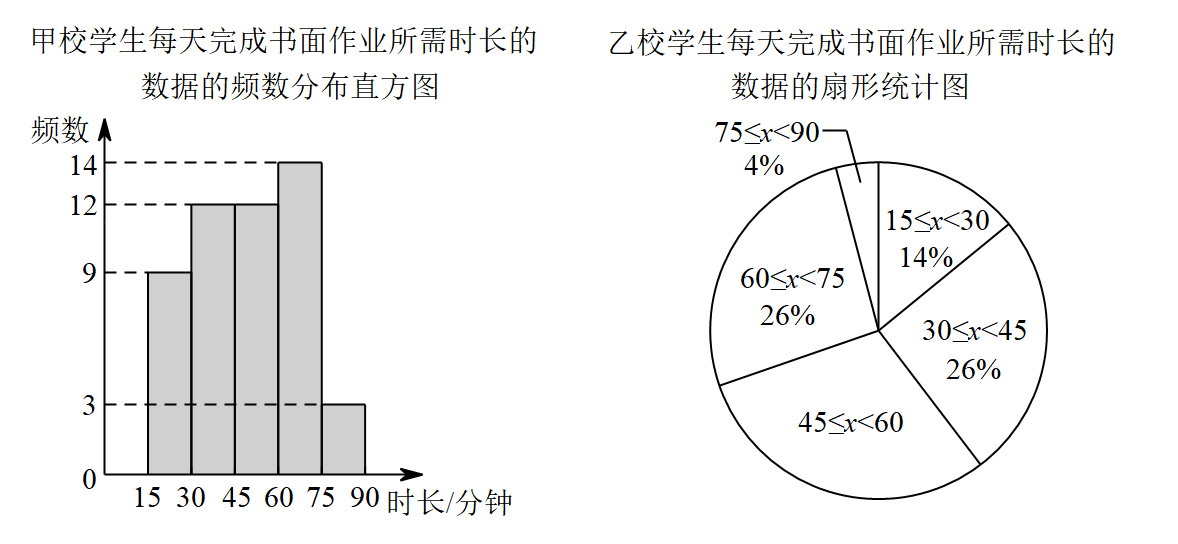 甲校学生每天完成书面作业所需时长的
数据的频数分布直方图
频数
14
12
9
3
0
15 30 45 60 75 90 时长/分钟
乙校学生每天完成书面作业所需时长的
数据的扇形统计图
75≤x<90
4%
15≤x<30
14%
60≤x<75
26%
30≤x<45
26%
45≤x<60